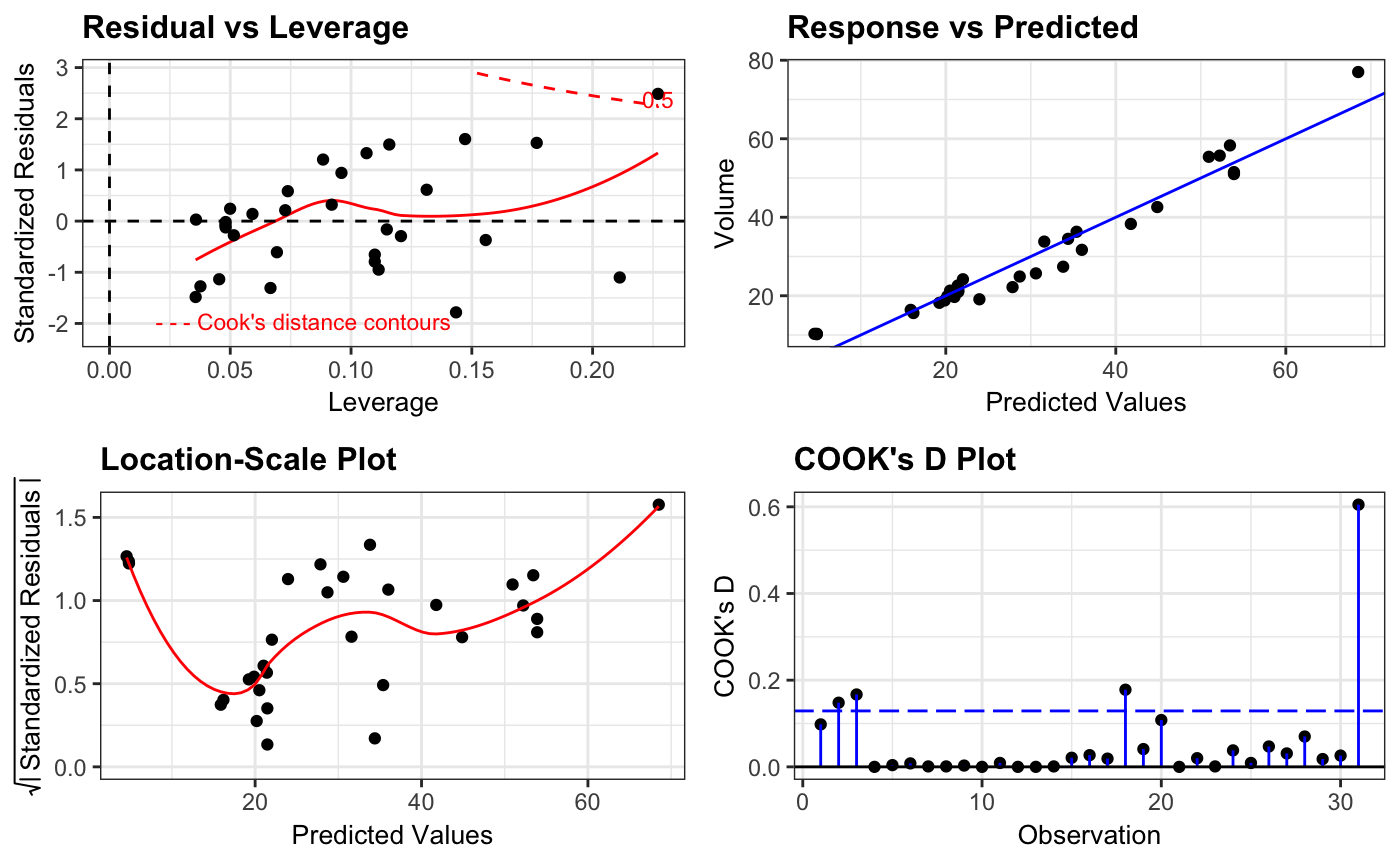 Residual vs Leverage
Standardized Residuals
3
2
1
0
-1
-2
0.5
Cook's distance contours
0.00 0.05 0.10 0.15 0.20
Leverage
Response vs Predicted
Volume
80
60
40
20
20 40 60
Predicted Values
Location-Scale Plot
√| Standardized Residuals |
1.5
1.0
0.5
0.0
20 40 60
Predicted Values
COOK's D Plot
COOK's D
0.6
0.4
0.2
0.0
0 10 20 30
Observation